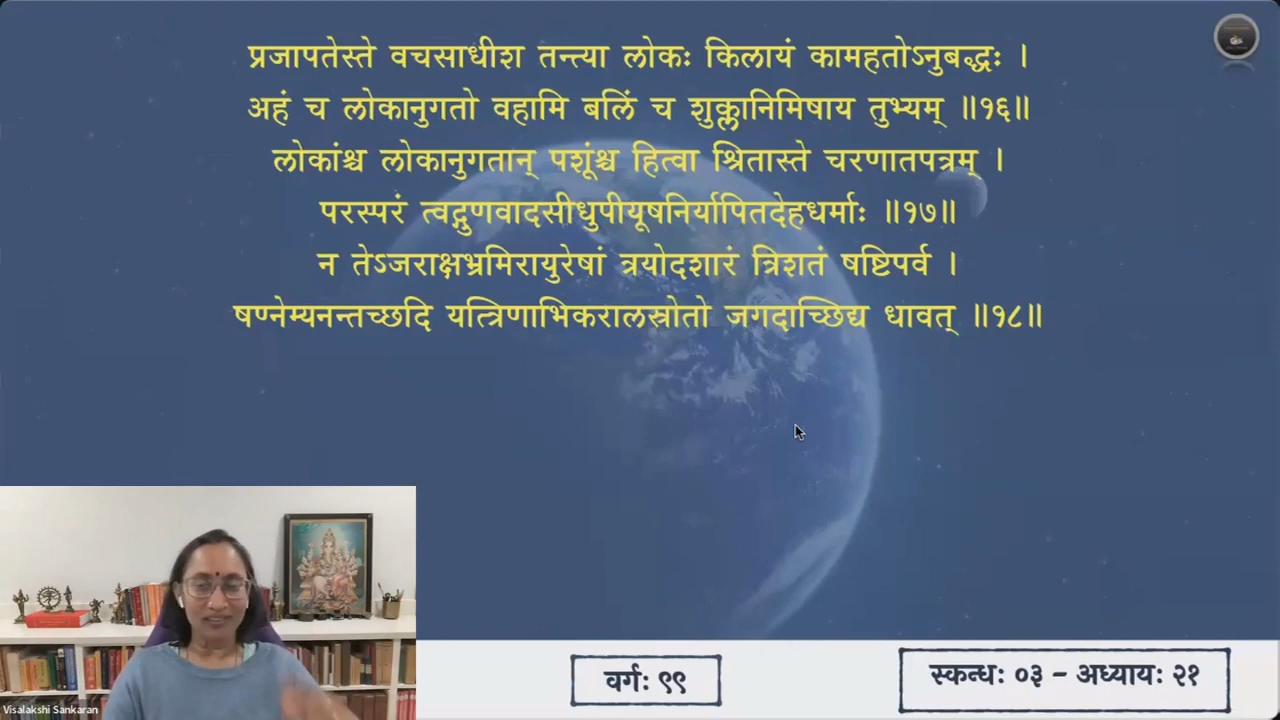 प्रजापतेस्ते वचसाधीश तन्त्या लोकः किलायं कामहतोऽनुबद्धः ।
अहं च लोकानुगतो वहामि बलिं च शुक्लानिमिषाय तुभ्यम् ॥१६॥
लोकांश्च लोकानुगतान् पशूंश्च हित्वा श्रितास्ते चरणातपत्रम् ।
परस्परं त्वद्गुणवादसीधुपीयूषनिर्यापितदेहधर्माः ॥१७॥
न तेऽजराक्षभ्रमिरायुरेषां त्रयोदशारं त्रिशतं षष्टिपर्व ।
षण्नेम्यनन्तच्छदि यत्त्रिणाभिकरालस्रोतो जगदाच्छिद्य धावत् ॥१८॥
Visalakshi Sankaran
वर्गः ९९
स्कन्धः ०३ - अध्यायः २१